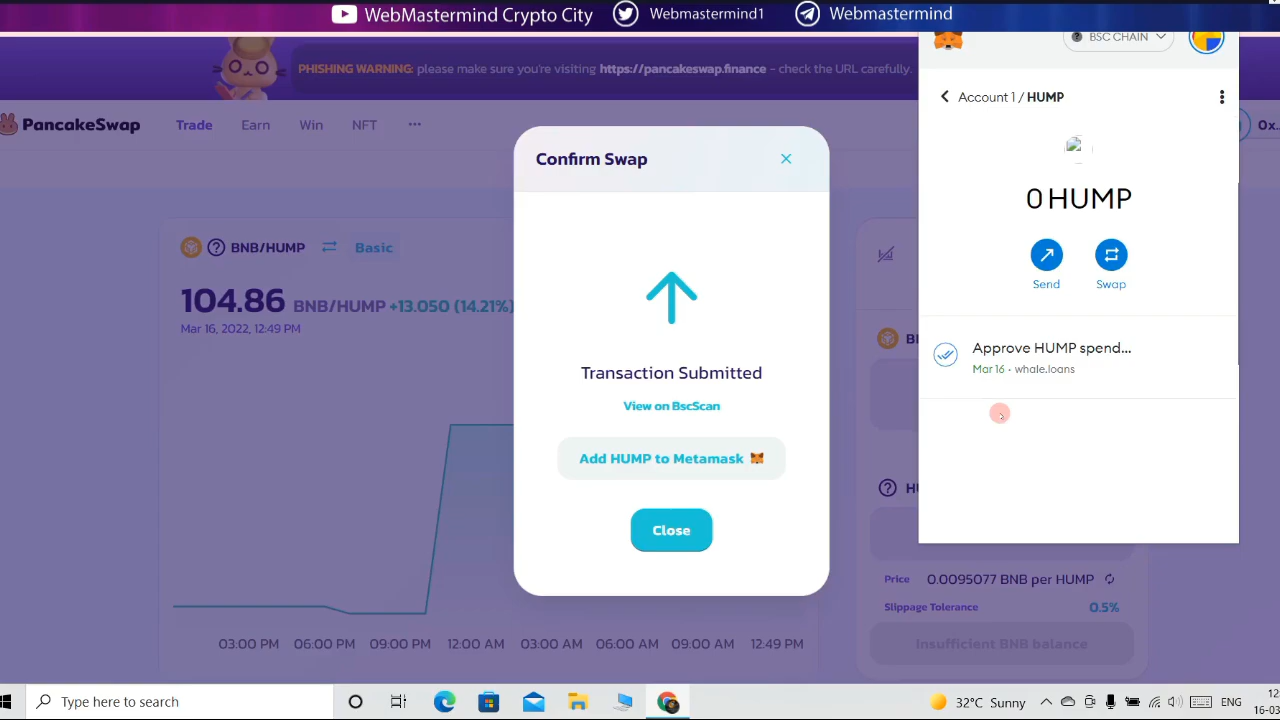 WebMastermind Crypto City Webmastermind1 Webmastermind
PHISHING WARNING: please make sure you're visiting https://pancakeswap.finance - check the URL carefully.
PancakeSwap Trade Earn Win NFT ··· 0x..
BNB/HUMP Basic
104.86 BNB/HUMP +13.050 (14.21%)
Mar 16, 2022, 12:49 PM
03:00 PM 06:00 PM 09:00 PM 12:00 AM 03:00 AM 06:00 AM 09:00 AM 12:49 PM
Confirm Swap
Transaction Submitted
View on BscScan
Add HUMP to Metamask
Close
BSC CHAIN
Account 1 / HUMP
0 HUMP
Send Swap
Approve HUMP spend...
Mar 16 · whale.loans
Price 0.0095077 BNB per HUMP
Slippage Tolerance 0.5%
Insufficient BNB balance
Type here to search
32°C Sunny ENG
16-03